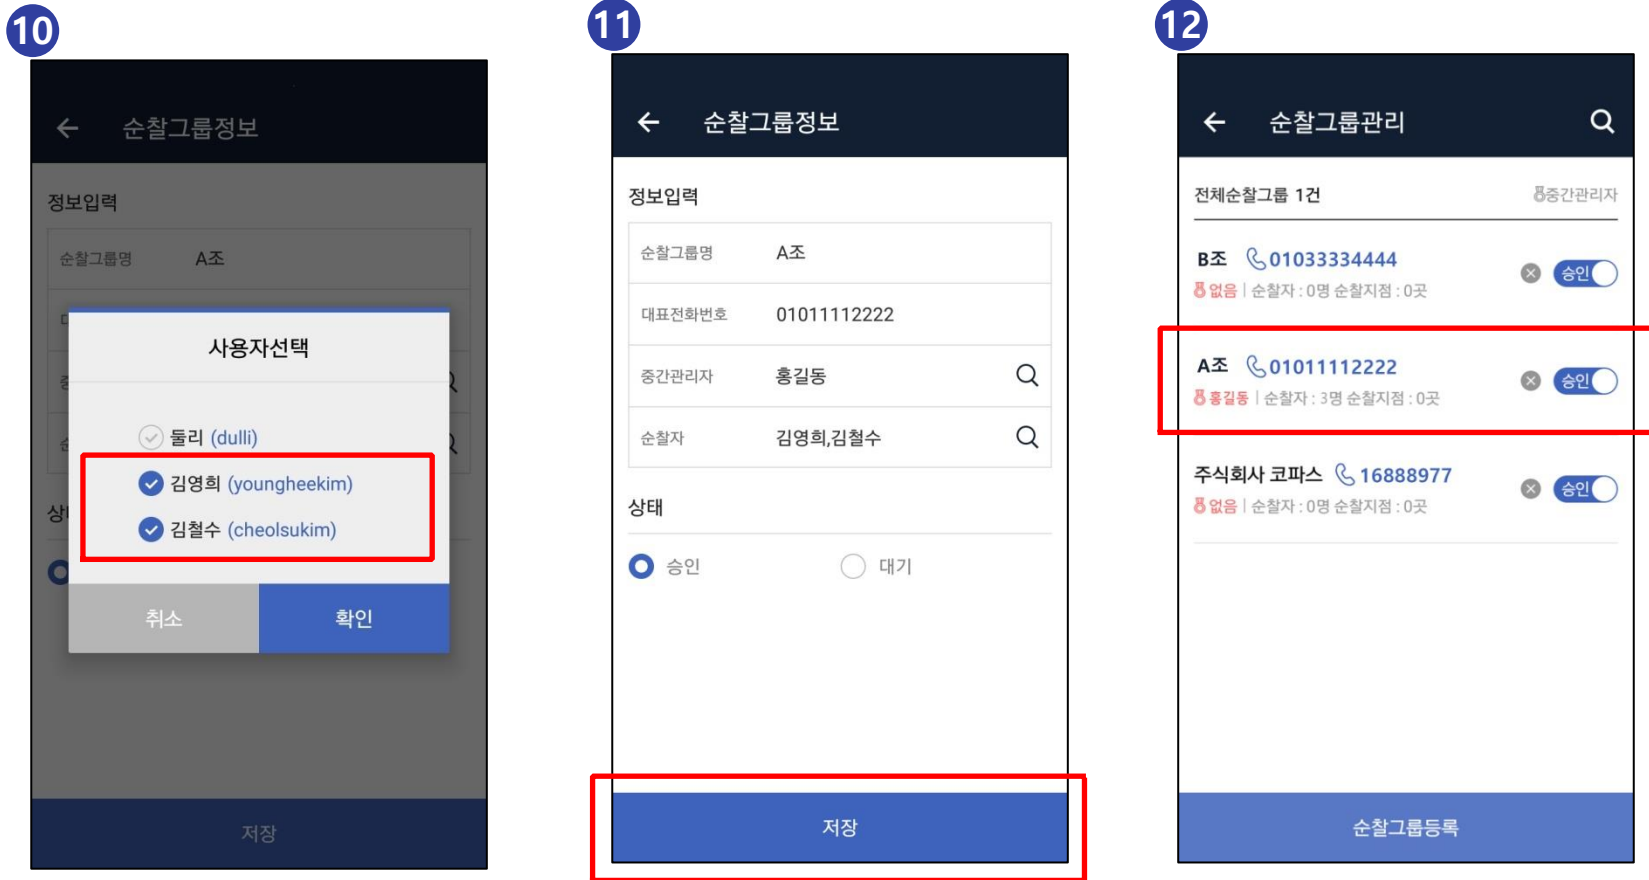 10
순찰그룹정보
정보입력
순찰그룹명 A조
사용자선택
둘리 (dulli)
김영희 (youngheekim)
김철수 (cheolsukim)
취소 확인
저장
11
순찰그룹정보
정보입력
순찰그룹명 A조
대표전화번호 01011112222
중간관리자 홍길동
순찰자 김영희,김철수
상태
승인 대기
저장
12
순찰그룹관리
전체순찰그룹 1건 중간관리자
B조 01033334444 승인
없음 | 순찰자 : 0명 순찰지점 : 0곳
A조 01011112222 승인
홍길동 | 순찰자 : 3명 순찰지점 : 0곳
주식회사 코파스 16888977 승인
없음 | 순찰자 : 0명 순찰지점 : 0곳
순찰그룹등록